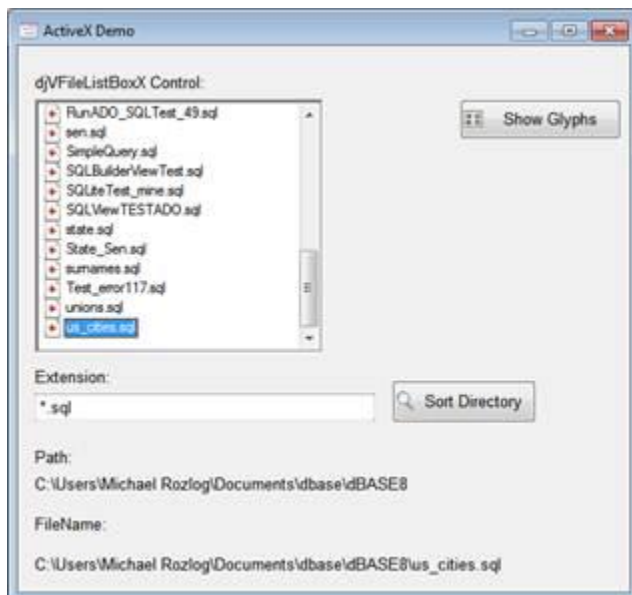 ActiveX Demo
djVFileListBoxX Control:
RunADO_SQLTest_49.sql
sen.sql
SimpleQuery.sql
SQLBuilderViewTest.sql
SQLiteTest_mine.sql
SQLViewTESTADO.sql
state.sql
State_Sen.sql
surnames.sql
Test_error117.sql
unions.sql
us_cities.sql
Show Glyphs
Extension:
*.sql
Sort Directory
Path:
C:\Users\Michael Rozlog\Documents\dbase\dBASE8
FileName:
C:\Users\Michael Rozlog\Documents\dbase\dBASE8\us_cities.sql